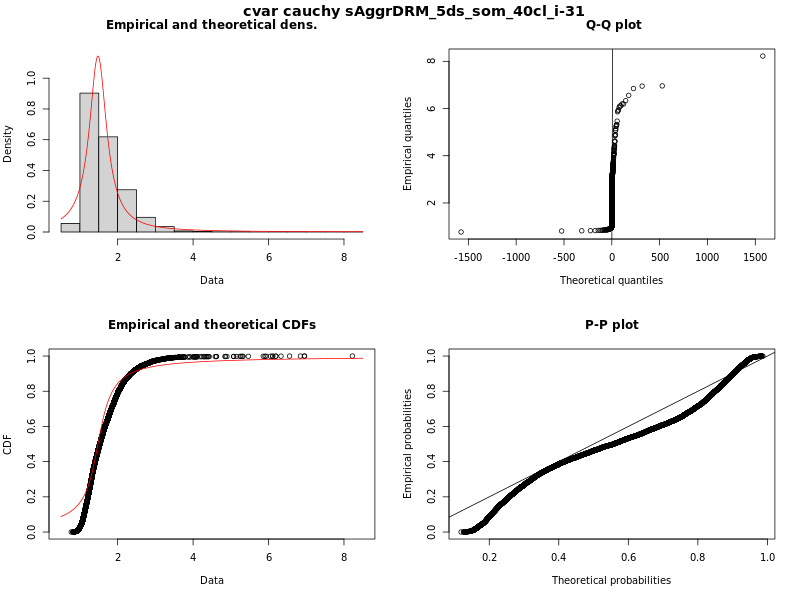 cvar cauchy sAggrDRM_5ds_som_40cl_i-31
Empirical and theoretical dens.
Density
0.0 0.2 0.4 0.6 0.8 1.0
2 4 6 8
Data
Q-Q plot
Empirical quantiles
2 4 6 8
-1500 -1000 -500 0 500 1000 1500
Theoretical quantiles
Empirical and theoretical CDFs
CDF
0.0 0.2 0.4 0.6 0.8 1.0
2 4 6 8
Data
P-P plot
Empirical probabilities
0.0 0.2 0.4 0.6 0.8 1.0
0.2 0.4 0.6 0.8 1.0
Theoretical probabilities